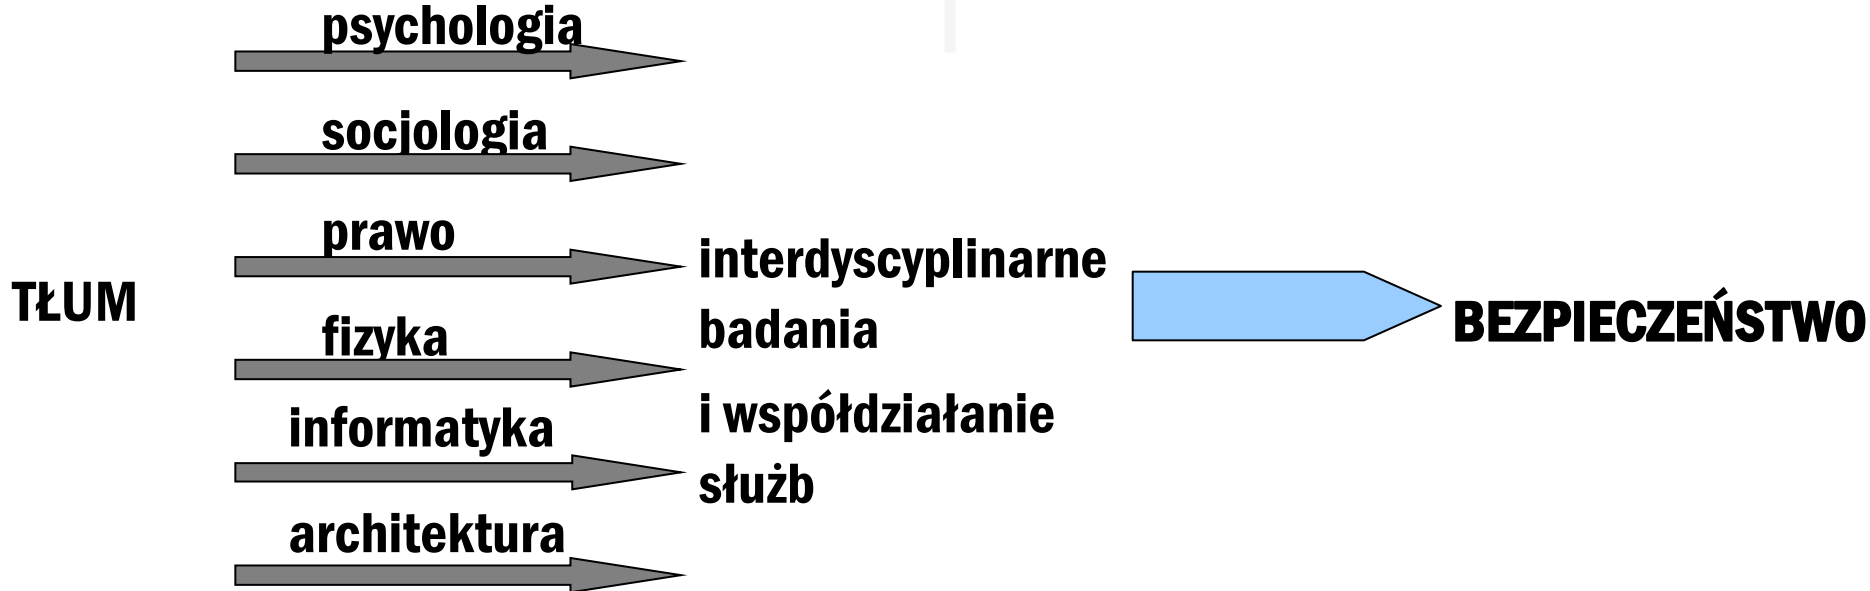 psychologia
socjologia
prawo
fizyka
informatyka
architektura
TŁUM
interdyscyplinarne
badania
i współdziałanie
służb
BEZPIECZEŃSTWO